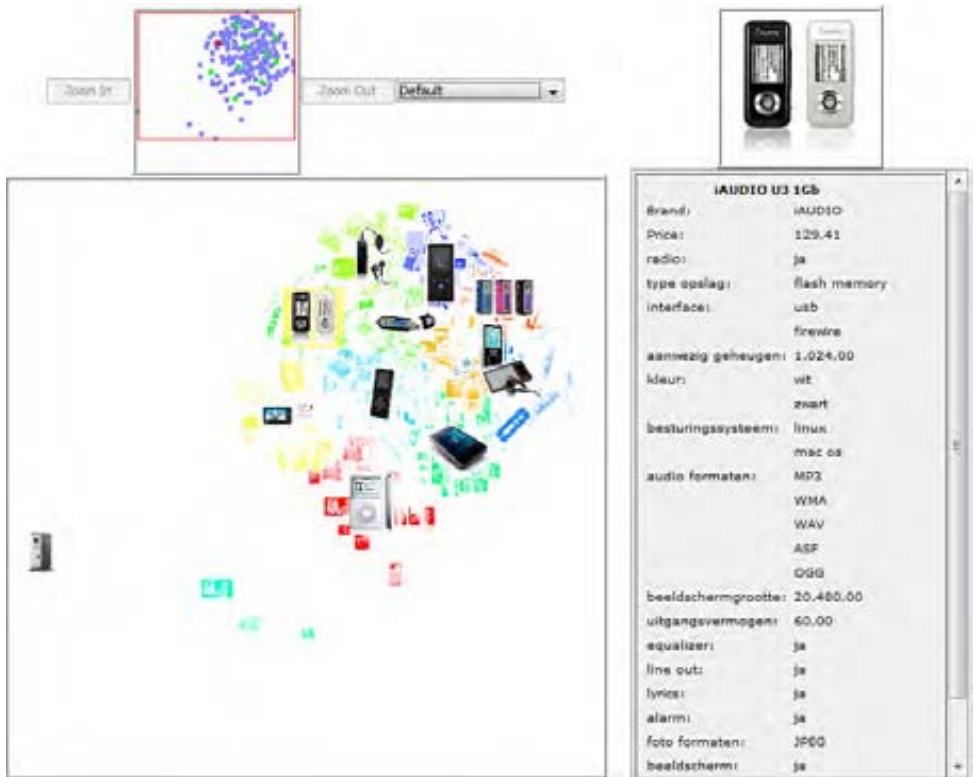 Zoom In
Zoom Out
Default
iAUDIO U3 1Gb
Brand: iAUDIO
Price: 129.41
radio: ja
type opslag: flash memory
interface: usb
firewire
aanwezig geheugen: 1.024.00
kleur: wit
zwart
besturingssysteem: linux
mac os
audio formaten: MP3
WMA
WAV
ASF
OGG
beeldschermgrootte: 20.480.00
uitgangsvermogen: 60.00
equalizer: ja
line out: ja
lyrics: ja
alarm: ja
foto formaten: JPEG
beeldscherm: ja